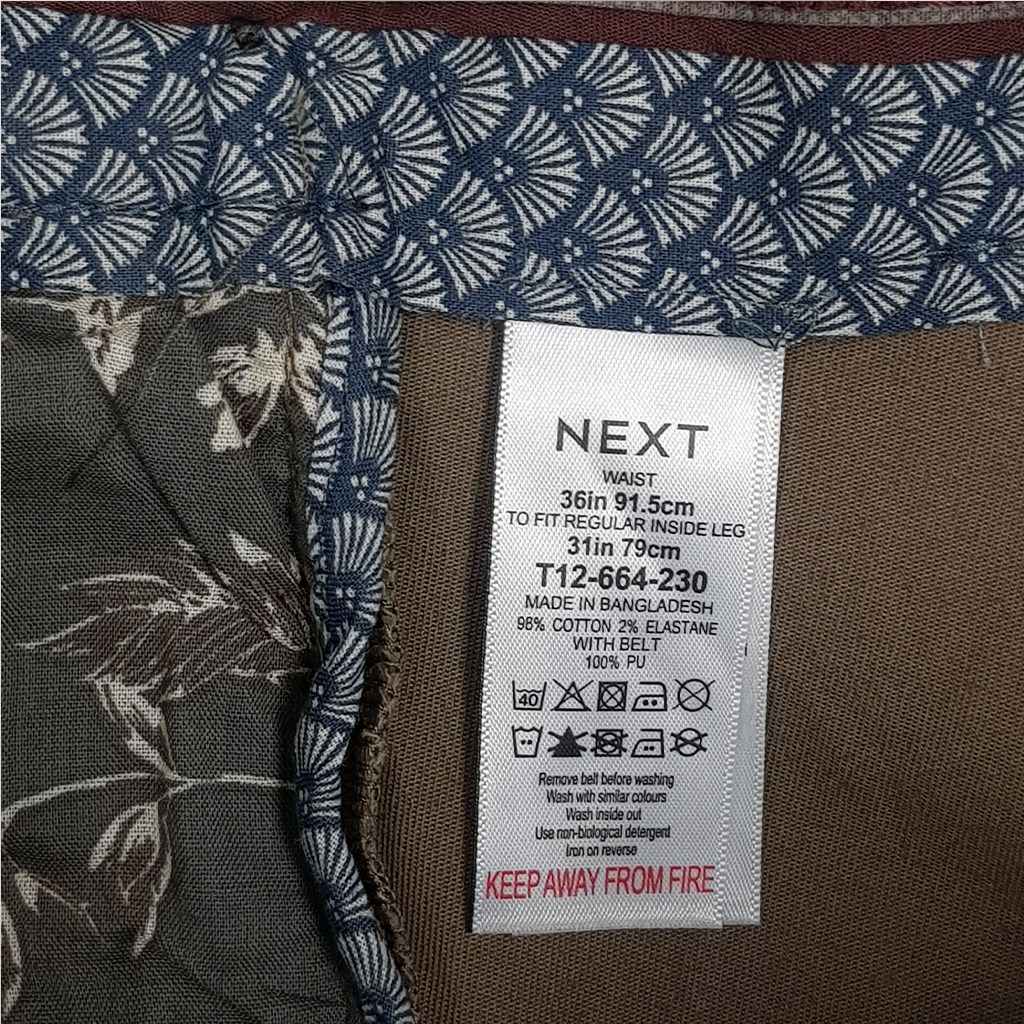 NEXT
WAIST
36in 91.5cm
TO FIT REGULAR INSIDE LEG
31in 79cm
T12-664-230
MADE IN BANGLADESH
98% COTTON 2% ELASTANE
WITH BELT
100% PU
40
Remove belt before washing
Wash with similar colours
Wash inside out
Use non-biological detergent
Iron on reverse
KEEP AWAY FROM FIRE